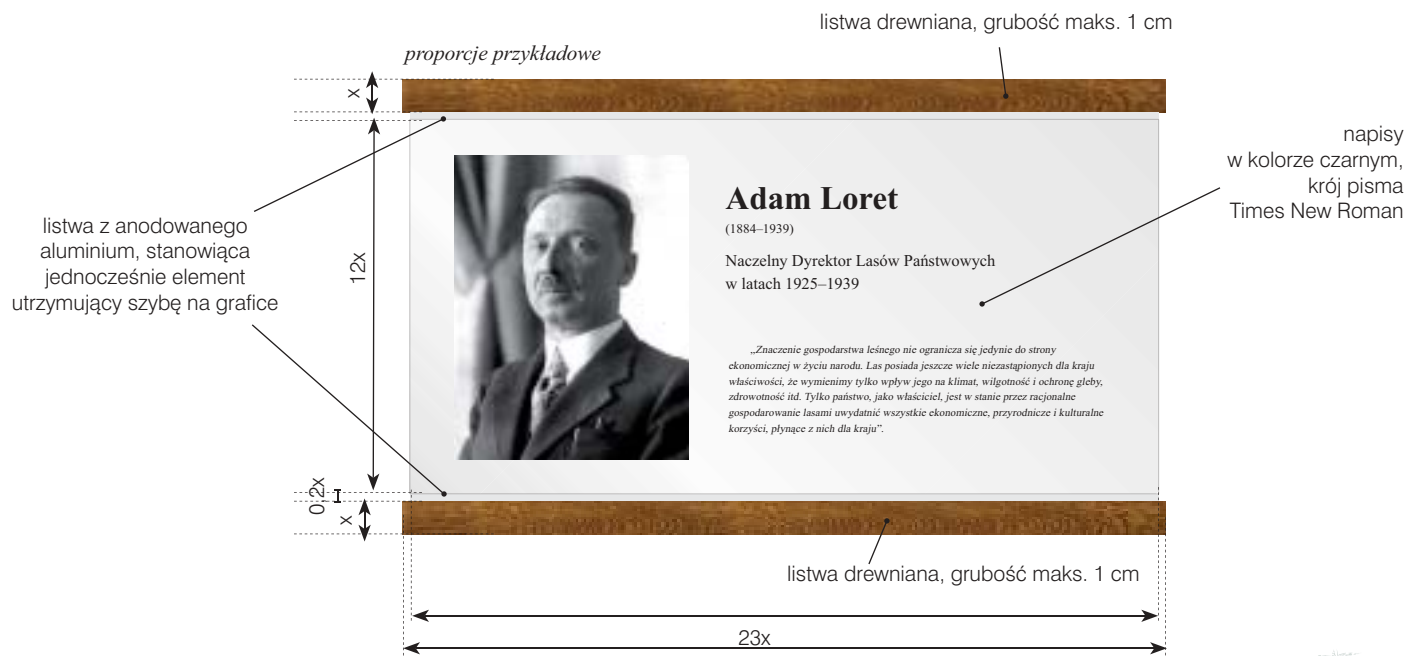 listwa drewniana, grubość maks. 1 cm
proporcje przykładowe
x
napisy
w kolorze czarnym,
krój pisma
Times New Roman
listwa z anodowanego
aluminium, stanowiąca
jednocześnie element
utrzymujący szybę na grafice
12x
Adam Loret
(1884–1939)
Naczelny Dyrektor Lasów Państwowych
w latach 1925–1939
„Znaczenie gospodarstwa leśnego nie ogranicza się jedynie do strony
ekonomicznej w życiu narodu. Las posiada jeszcze wiele niezastąpionych dla kraju
właściwości, że wymienimy tylko wpływ jego na klimat, wilgotność i ochronę gleby,
zdrowotność itd. Tylko państwo, jako właściciel, jest w stanie przez racjonalne
gospodarowanie lasami uwydatnić wszystkie ekonomiczne, przyrodnicze i kulturalne
korzyści, płynące z nich dla kraju”.
0,2x
x
listwa drewniana, grubość maks. 1 cm
23x